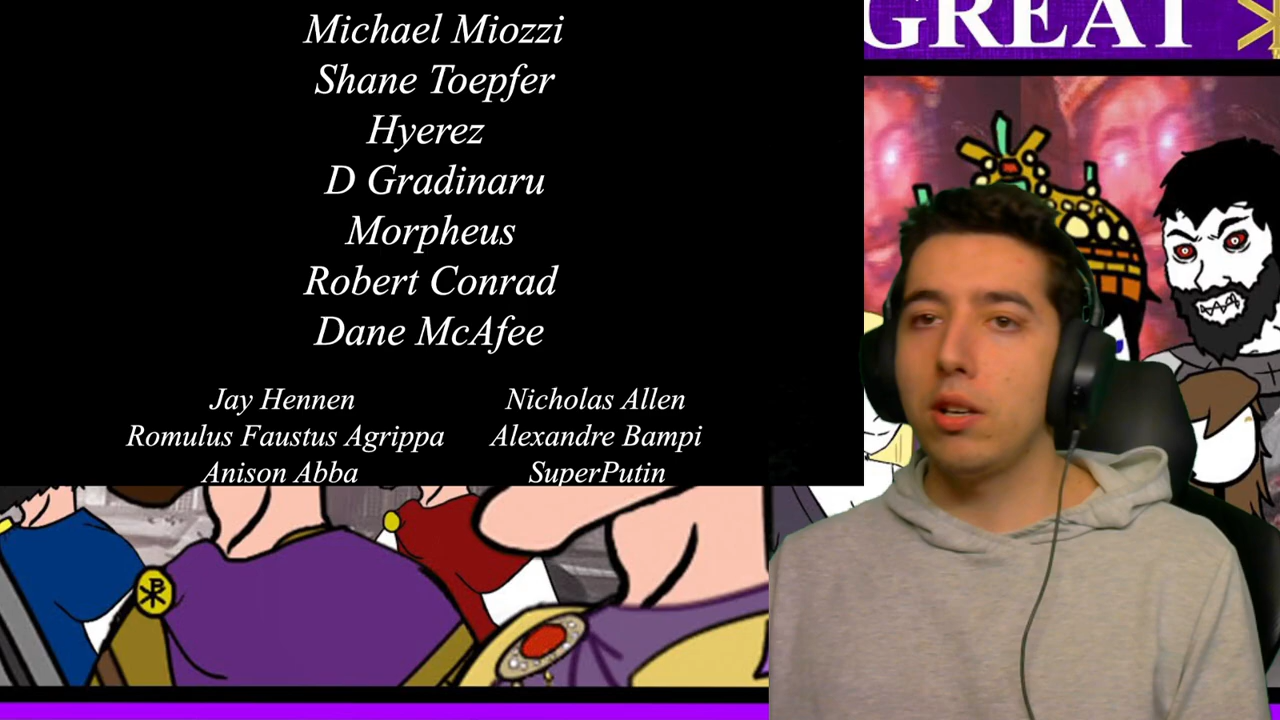 GREAT
Michael Miozzi
Shane Toepfer
Hyerez
D Gradinaru
Morpheus
Robert Conrad
Dane McAfee
Jay Hennen Nicholas Allen
Romulus Faustus Agrippa Alexandre Bampi
Anison Abba SuperPutin